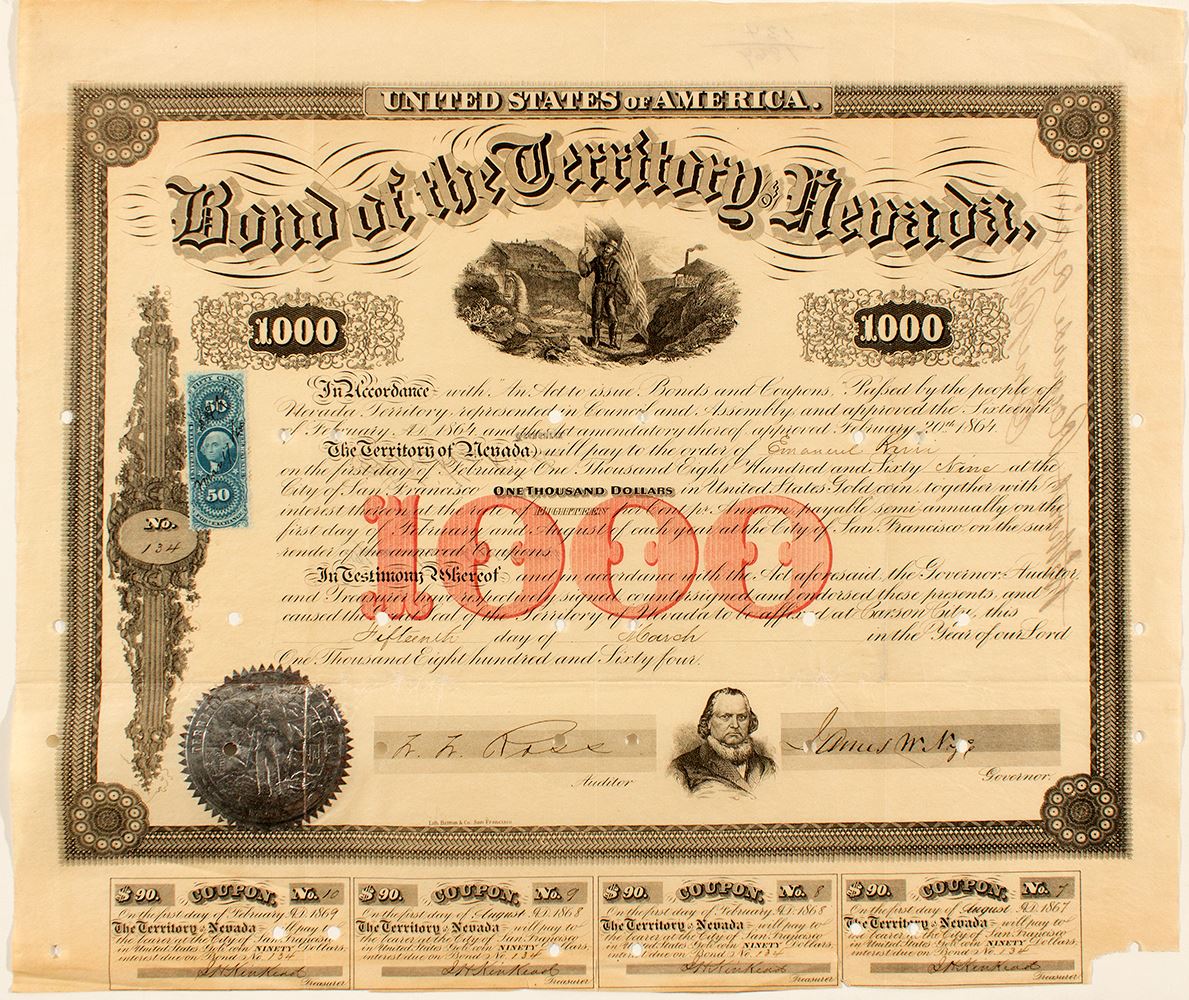 UNITED STATES OF AMERICA.
Bond of the Territory of Nevada,
1000
1000
In Accordance with "An Act to issue Bonds and Coupons," Passed by the people of
Nevada Territory, represented in Council and Assembly, and approved the Sixteenth
of February, A.D. 1864, and the Act amendatory thereof approved February 20th 1864
The Territory of Nevada will pay to the order of Emanuel
on the first day of February One Thousand Eight Hundred and Sixty Nine at the
City of San Francisco ONE THOUSAND DOLLARS in United States Gold coin, together with
interest thereon at the rate of EIGHTEEN per Annum payable semi annually on the
first day of February and August of each year at the City of San Francisco, on the sur
render of the annexed Coupons
1000
In Testimony Whereof and in accordance with the Act aforesaid, the Governor, Auditor
and Treasurer have respectively signed, countersigned and endorsed these presents, and
caused the seal of the Territory of Nevada to be affixed at Carson City, this
Fifteenth day of March in the Year of our Lord
One Thousand Eight hundred and Sixty four.
50
50
No.
134
W. W. Ross
Auditor
James W. Nye
Governor.
Lith. Britton & Co. San Francisco
$90. COUPON, No. 10
On the first day of February A.D. 1869
The Territory of Nevada will pay to
the bearer at the City of San Francisco
in United States Gold coin NINETY Dollars,
interest due on Bond No. 134
J.H. Kinkead
Treasurer
$90. COUPON, No. 9
On the first day of August A.D. 1868
The Territory of Nevada will pay to
the bearer at the City of San Francisco
in United States Gold coin NINETY Dollars,
interest due on Bond No. 134
J.H. Kinkead
Treasurer
$90. COUPON, No. 8
On the first day of February A.D. 1868
The Territory of Nevada will pay to
the bearer at the City of San Francisco
in United States Gold coin NINETY Dollars,
interest due on Bond No. 134
J.H. Kinkead
Treasurer
$90. COUPON, No. 7
On the first day of August A.D. 1867
The Territory of Nevada will pay to
the bearer at the City of San Francisco
in United States Gold coin NINETY Dollars,
interest due on Bond No. 134
J.H. Kinkead
Treasurer